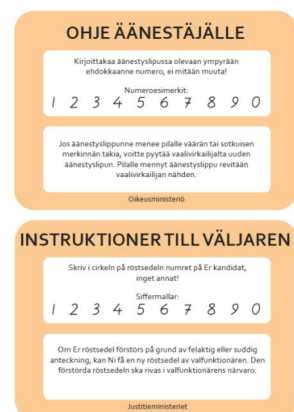 OHJE ÄÄNESTÄJÄLLE
Kirjoittakaa äänestyslipussa olevaan ympyrään
ehdokkaanne numero, ei mitään muuta!
Numeroesimerkit:
1 2 3 4 5 6 7 8 9 0
Jos äänestyslippunne menee pilalle väärän tai sotkuisen
merkinnän takia, voitte pyytää vaalivirkailijalta uuden
äänestyslipun. Pilalle mennyt äänestyslippu revitään
vaalivirkailijan nähden.
Oikeusministeriö
INSTRUKTIONER TILL VÄLJAREN
Skriv i cirkeln på röstsedeln numret på Er kandidat,
inget annat!
Siffermallar:
1 2 3 4 5 6 7 8 9 0
Om Er röstsedel förstörs på grund av felaktig eller suddig
anteckning, kan Ni få en ny röstsedel av valfunktionären. Den
förstörda röstsedeln ska rivas i valfunktionärens närvaro.
Justitieministeriet